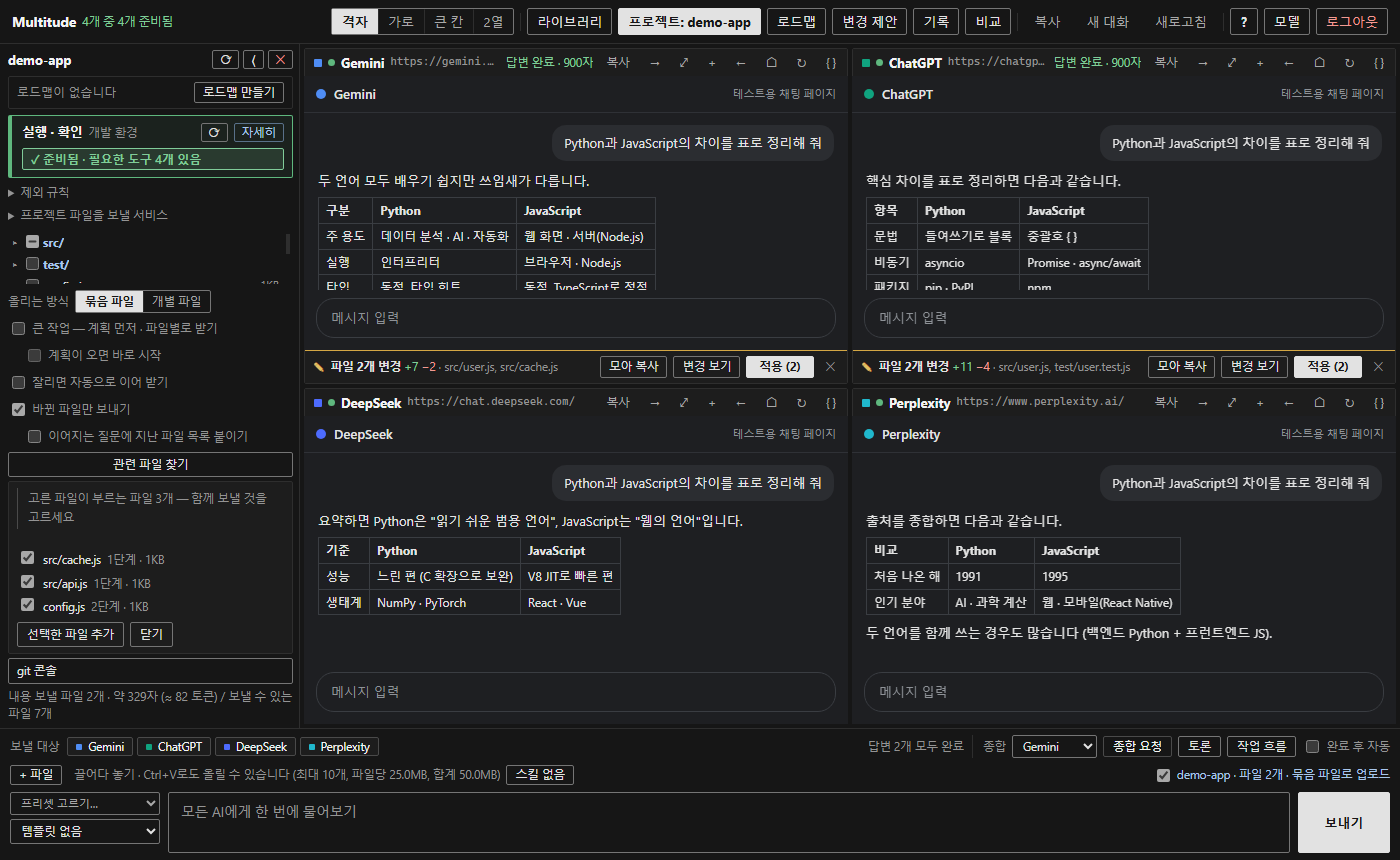 Multitude 4개 중 4개 준비됨 격자 가로 큰 칸 2열 라이브러리 프로젝트: demo-app 로드맵 변경 제안 기록 비교 복사 새 대화 새로고침 ? 모델 로그아웃
demo-app
로드맵이 없습니다 로드맵 만들기
실행 · 확인 개발 환경 자세히
✓ 준비됨 · 필요한 도구 4개 있음
▸ 제외 규칙
▸ 프로젝트 파일을 보낼 서비스
▸ src/
▸ test/
올리는 방식 묶음 파일 개별 파일
큰 작업 — 계획 먼저 · 파일별로 받기
계획이 오면 바로 시작
잘리면 자동으로 이어 받기
바뀐 파일만 보내기
이어지는 질문에 지난 파일 목록 붙이기
관련 파일 찾기
고른 파일이 부르는 파일 3개 — 함께 보낼 것을
고르세요
src/cache.js 1단계 · 1KB
src/api.js 1단계 · 1KB
config.js 2단계 · 1KB
선택한 파일 추가 닫기
git 콘솔
내용 보낼 파일 2개 · 약 329자 (≈ 82 토큰) / 보낼 수 있는
파일 7개
Gemini https://gemini.… 답변 완료 · 900자 복사 → ⤢ + ← ↻ { }
Gemini 테스트용 채팅 페이지
Python과 JavaScript의 차이를 표로 정리해 줘
두 언어 모두 배우기 쉽지만 쓰임새가 다릅니다.
구분 Python JavaScript
주 용도 데이터 분석 · AI · 자동화 웹 화면 · 서버(Node.js)
실행 인터프리터 브라우저 · Node.js
타입 동적, 타입 힌트 동적, TypeScript로 정적
메시지 입력
파일 2개 변경 +7 −2 · src/user.js, src/cache.js 모아 복사 변경 보기 적용 (2) ×
ChatGPT https://chatgp… 답변 완료 · 900자 복사 → ⤢ + ← ↻ { }
ChatGPT 테스트용 채팅 페이지
Python과 JavaScript의 차이를 표로 정리해 줘
핵심 차이를 표로 정리하면 다음과 같습니다.
항목 Python JavaScript
문법 들여쓰기로 블록 중괄호 { }
비동기 asyncio Promise · async/await
패키지 pip · PyPI npm
메시지 입력
파일 2개 변경 +11 −4 · src/user.js, test/user.test.js 모아 복사 변경 보기 적용 (2) ×
DeepSeek https://chat.deepseek.com/ 복사 → ⤢ + ← ↻ { }
DeepSeek 테스트용 채팅 페이지
Python과 JavaScript의 차이를 표로 정리해 줘
요약하면 Python은 "읽기 쉬운 범용 언어", JavaScript는 "웹의 언어"입니다.
기준 Python JavaScript
성능 느린 편 (C 확장으로 보완) V8 JIT로 빠른 편
생태계 NumPy · PyTorch React · Vue
메시지 입력
Perplexity https://www.perplexity.ai/ 복사 → ⤢ + ← ↻ { }
Perplexity 테스트용 채팅 페이지
Python과 JavaScript의 차이를 표로 정리해 줘
출처를 종합하면 다음과 같습니다.
비교 Python JavaScript
처음 나온 해 1991 1995
인기 분야 AI · 과학 계산 웹 · 모바일(React Native)
두 언어를 함께 쓰는 경우도 많습니다 (백엔드 Python + 프런트엔드 JS).
메시지 입력
보낼 대상 Gemini ChatGPT DeepSeek Perplexity 답변 2개 모두 완료 종합 Gemini 종합 요청 토론 작업 흐름 완료 후 자동
+ 파일 끌어다 놓기 · Ctrl+V로도 올릴 수 있습니다 (최대 10개, 파일당 25.0MB, 합계 50.0MB) 스킬 없음 demo-app · 파일 2개 · 묶음 파일로 업로드
프리셋 고르기...
템플릿 없음
모든 AI에게 한 번에 물어보기
보내기